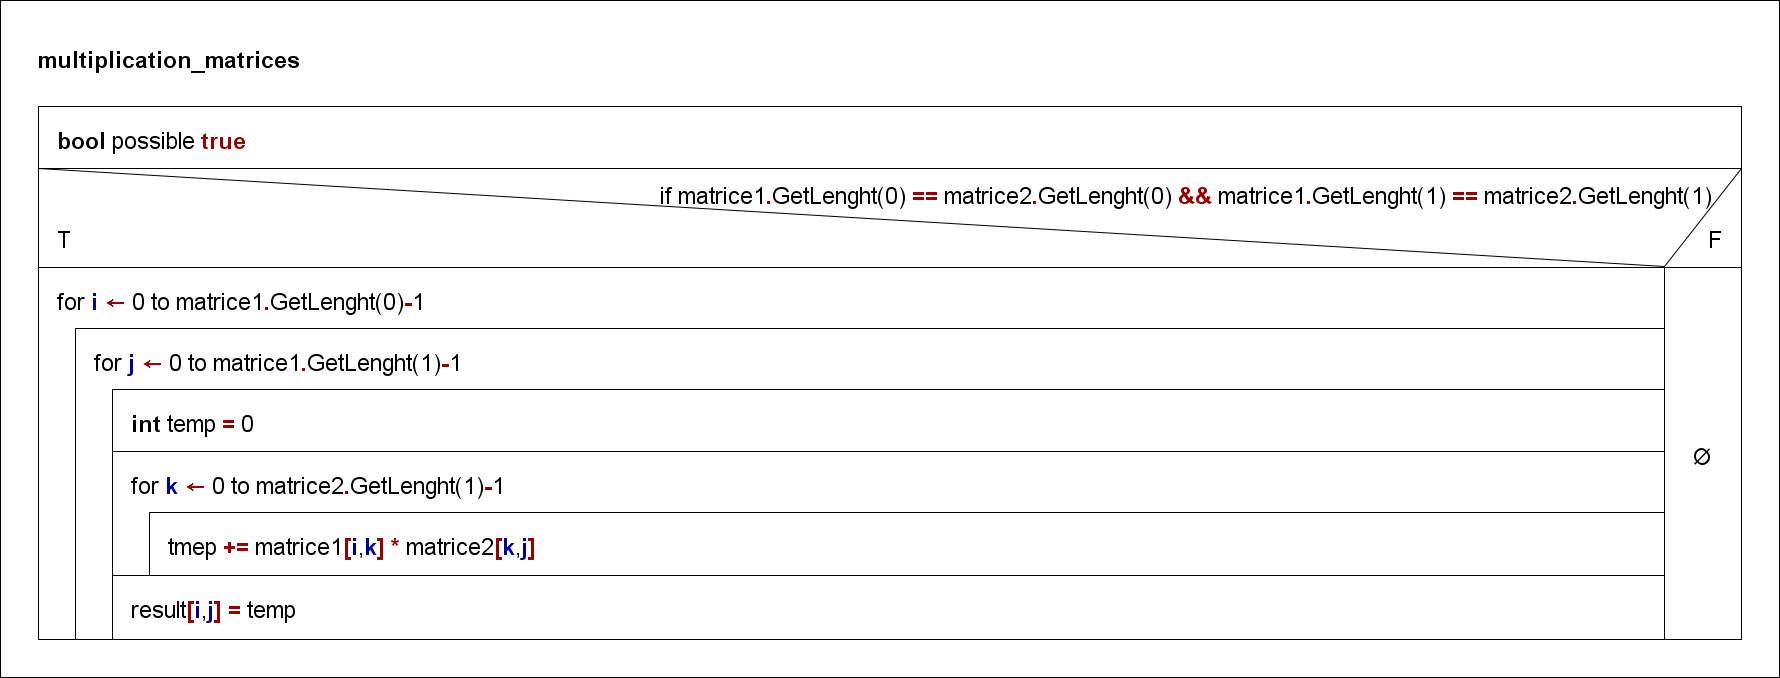 multiplication_matrices
bool possible true
if matrice1.GetLenght(0) == matrice2.GetLenght(0) && matrice1.GetLenght(1) == matrice2.GetLenght(1)
T
F
for i ← 0 to matrice1.GetLenght(0)-1
for j ← 0 to matrice1.GetLenght(1)-1
int temp = 0
for k ← 0 to matrice2.GetLenght(1)-1
tmep += matrice1[i,k] * matrice2[k,j]
result[i,j] = temp
∅